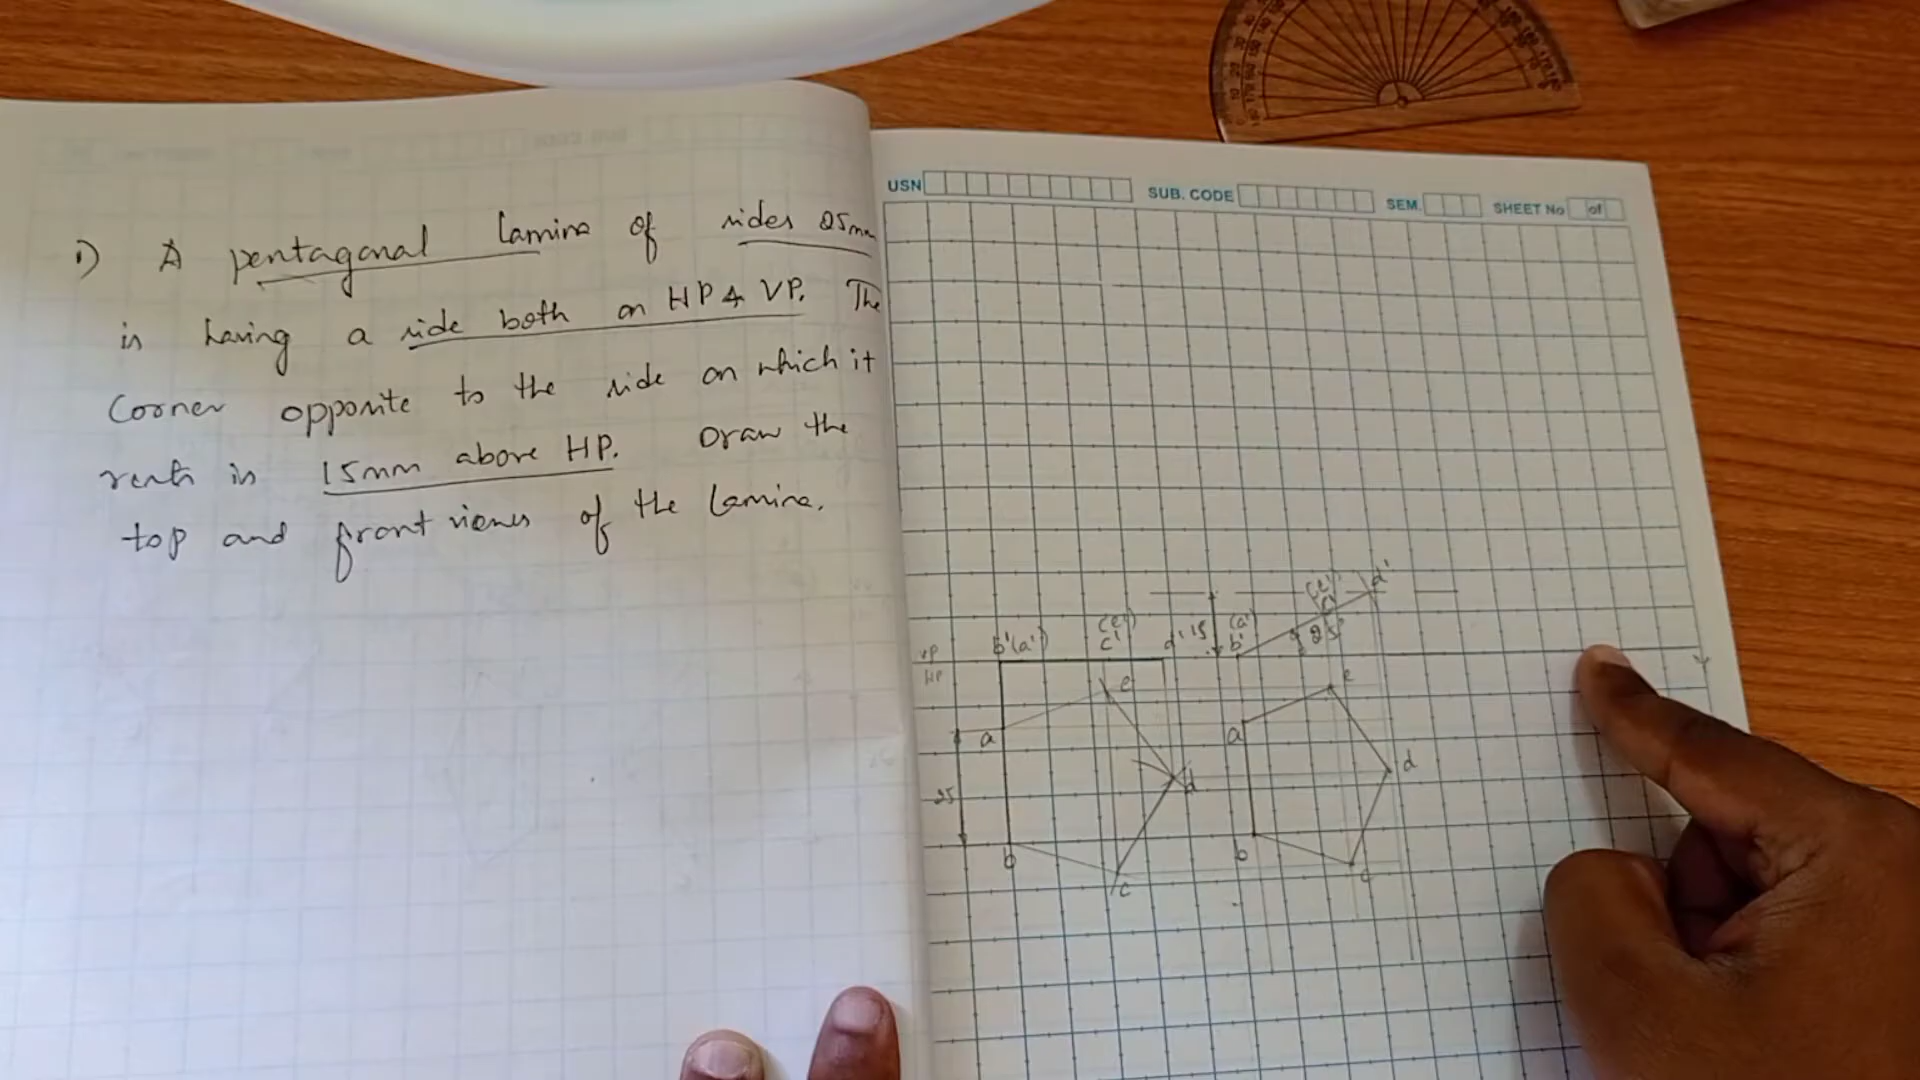 1) A pentagonal lamina of sides 25mm
is having a side both on HP & VP. The
Corner opposite to the side on which it
rests is 15mm above HP. Draw the
top and front views of the lamina.
USN
SUB. CODE
SEM.
SHEET No of
VP
HP
b'(a')
(e')
c'
d'
15
(a')
b'
(e')
c'
d'
25°
Y
e
a
d
25
b
c
e
a
d
b
c